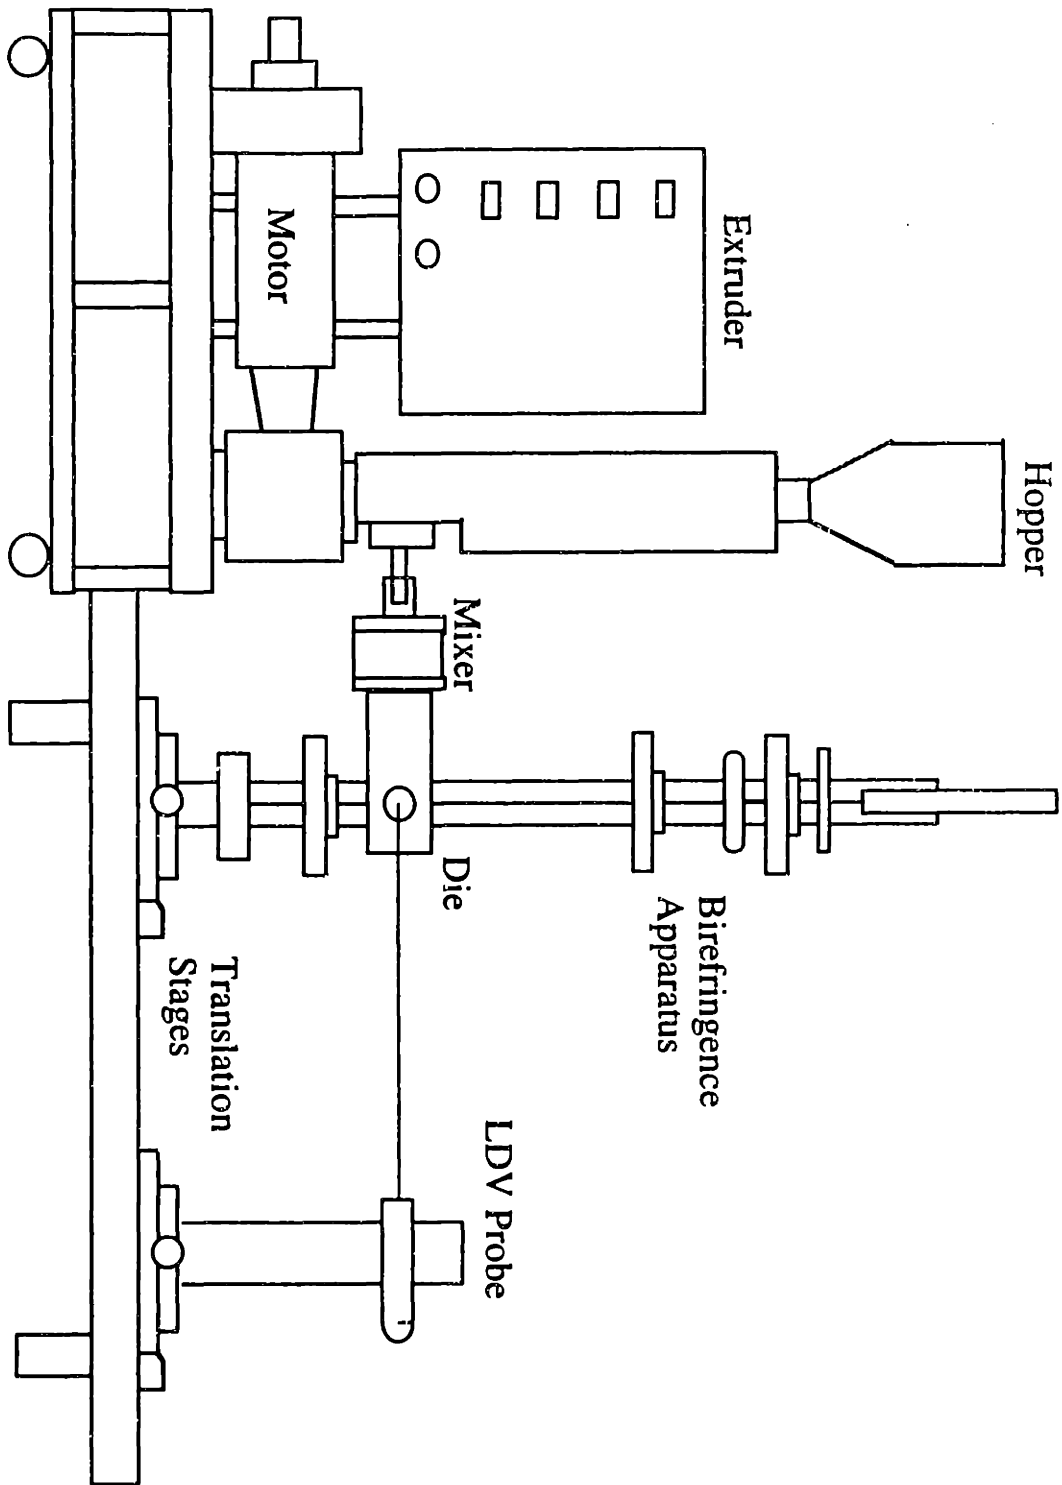 Hopper
Extruder
Motor
Mixer
Die
Birefringence
Apparatus
LDV Probe
Translation
Stages